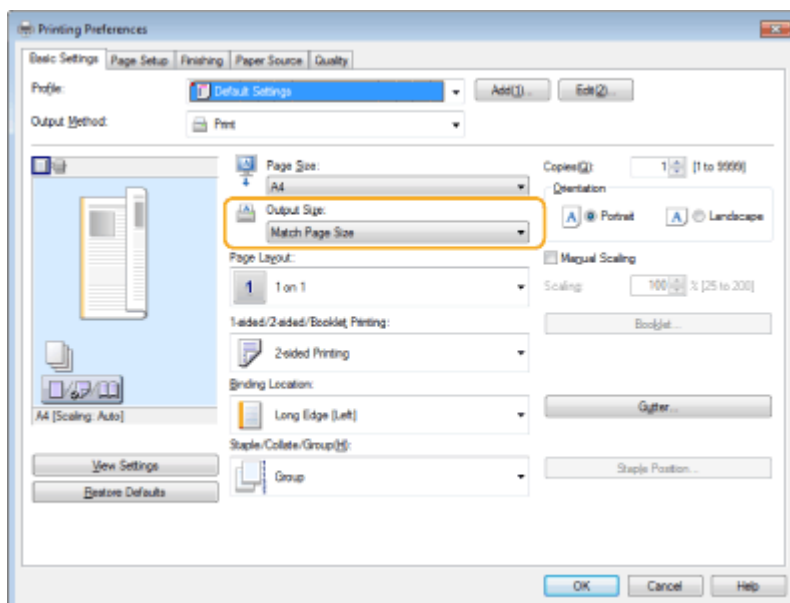 Printing Preferences
Basic Settings Page Setup Finishing Paper Source Quality
Profile: Default Settings Add(1)... Edit(2)...
Output Method: Print
Page Size:
A4
Output Size:
Match Page Size
Copies(Q): 1 [1 to 9999]
Orientation
A Portrait A Landscape
Page Layout:
1 1 on 1
Manual Scaling
Scaling: 100 % [25 to 200]
1-sided/2-sided/Booklet Printing:
2-sided Printing
Booklet...
Binding Location:
Long Edge (Left)
Gutter...
A4 [Scaling: Auto]
Staple/Collate/Group(H):
Group
Staple Position...
View Settings
Restore Defaults
OK Cancel Help